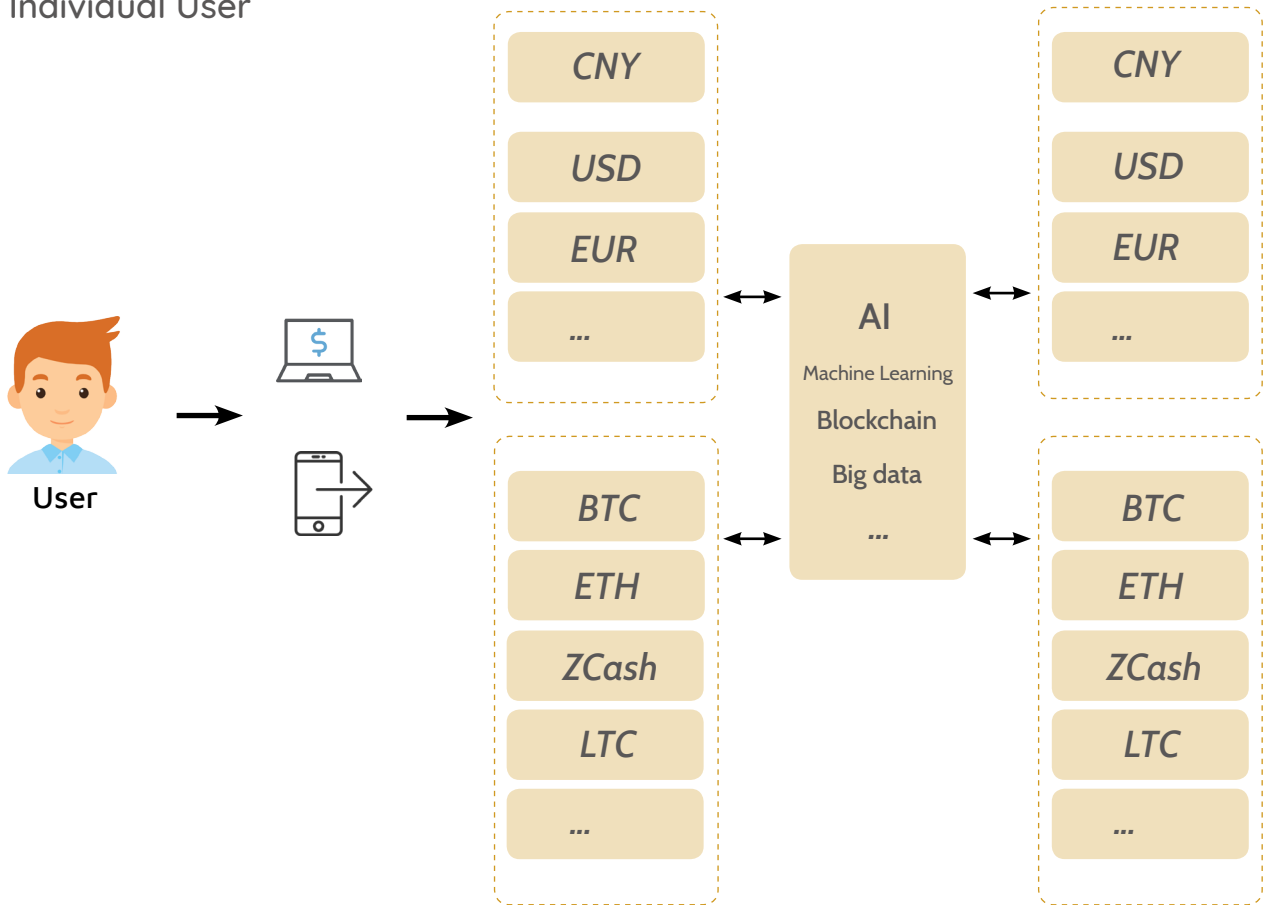 Individual User
$
User
CNY
USD
EUR
...
BTC
ETH
ZCash
LTC
...
AI
Machine Learning
Blockchain
Big data
...
CNY
USD
EUR
...
BTC
ETH
ZCash
LTC
...